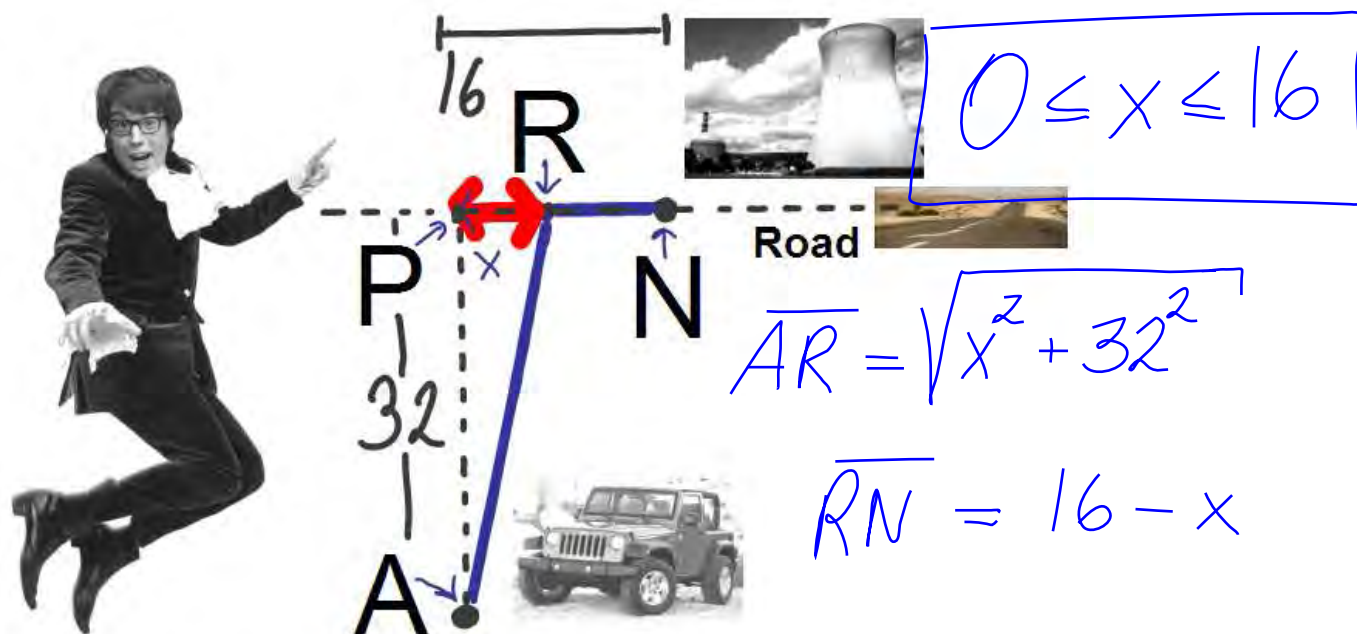 16
0 ≤ x ≤ 16
R
P
x
N
Road
32
A
AR̅ = √x² + 32²
RN̅ = 16 - x